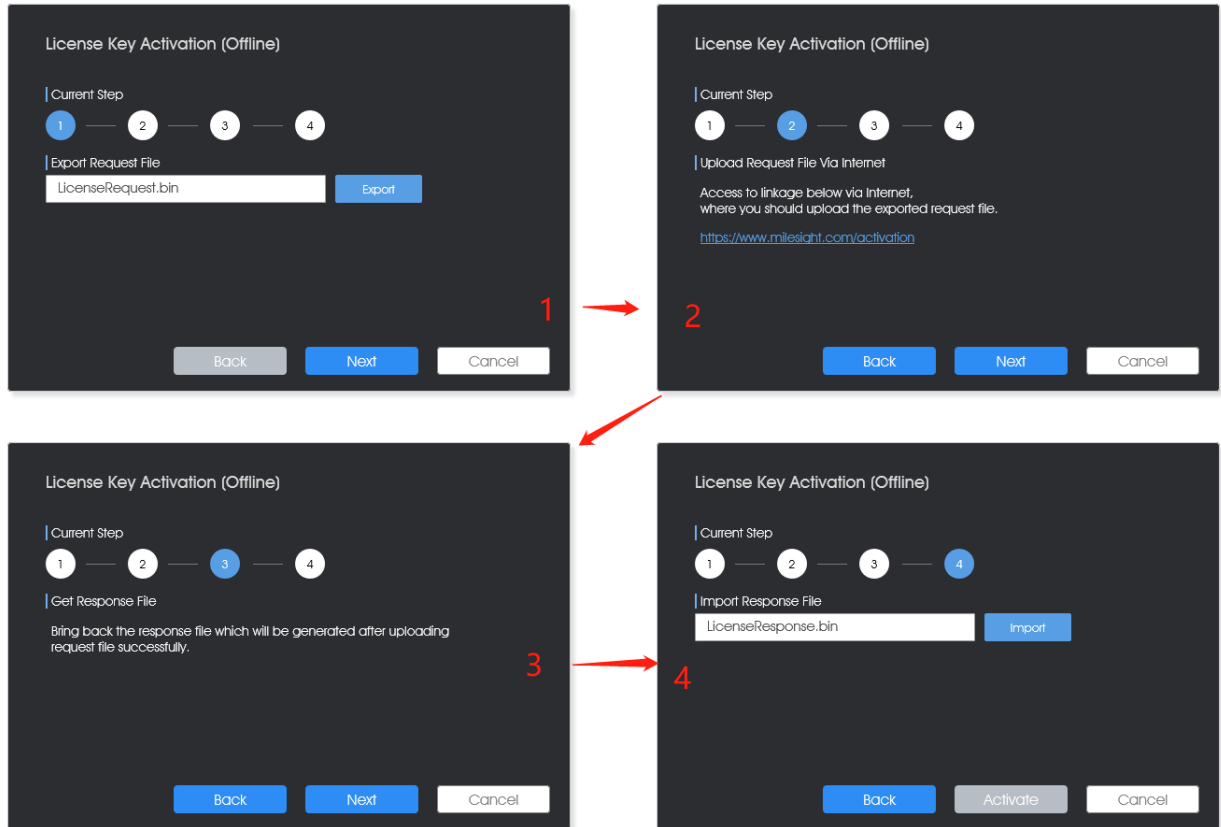 License Key Activation (Offline)
Current Step
1 2 3 4
Export Request File
LicenseRequest.bin Export
1
Back Next Cancel
License Key Activation (Offline)
Current Step
1 2 3 4
Upload Request File Via Internet
Access to linkage below via Internet,
where you should upload the exported request file.
https://www.milesight.com/activation
2
Back Next Cancel
License Key Activation (Offline)
Current Step
1 2 3 4
Get Response File
Bring back the response file which will be generated after uploading
request file successfully.
3
Back Next Cancel
License Key Activation (Offline)
Current Step
1 2 3 4
Import Response File
LicenseResponse.bin Import
4
Back Activate Cancel